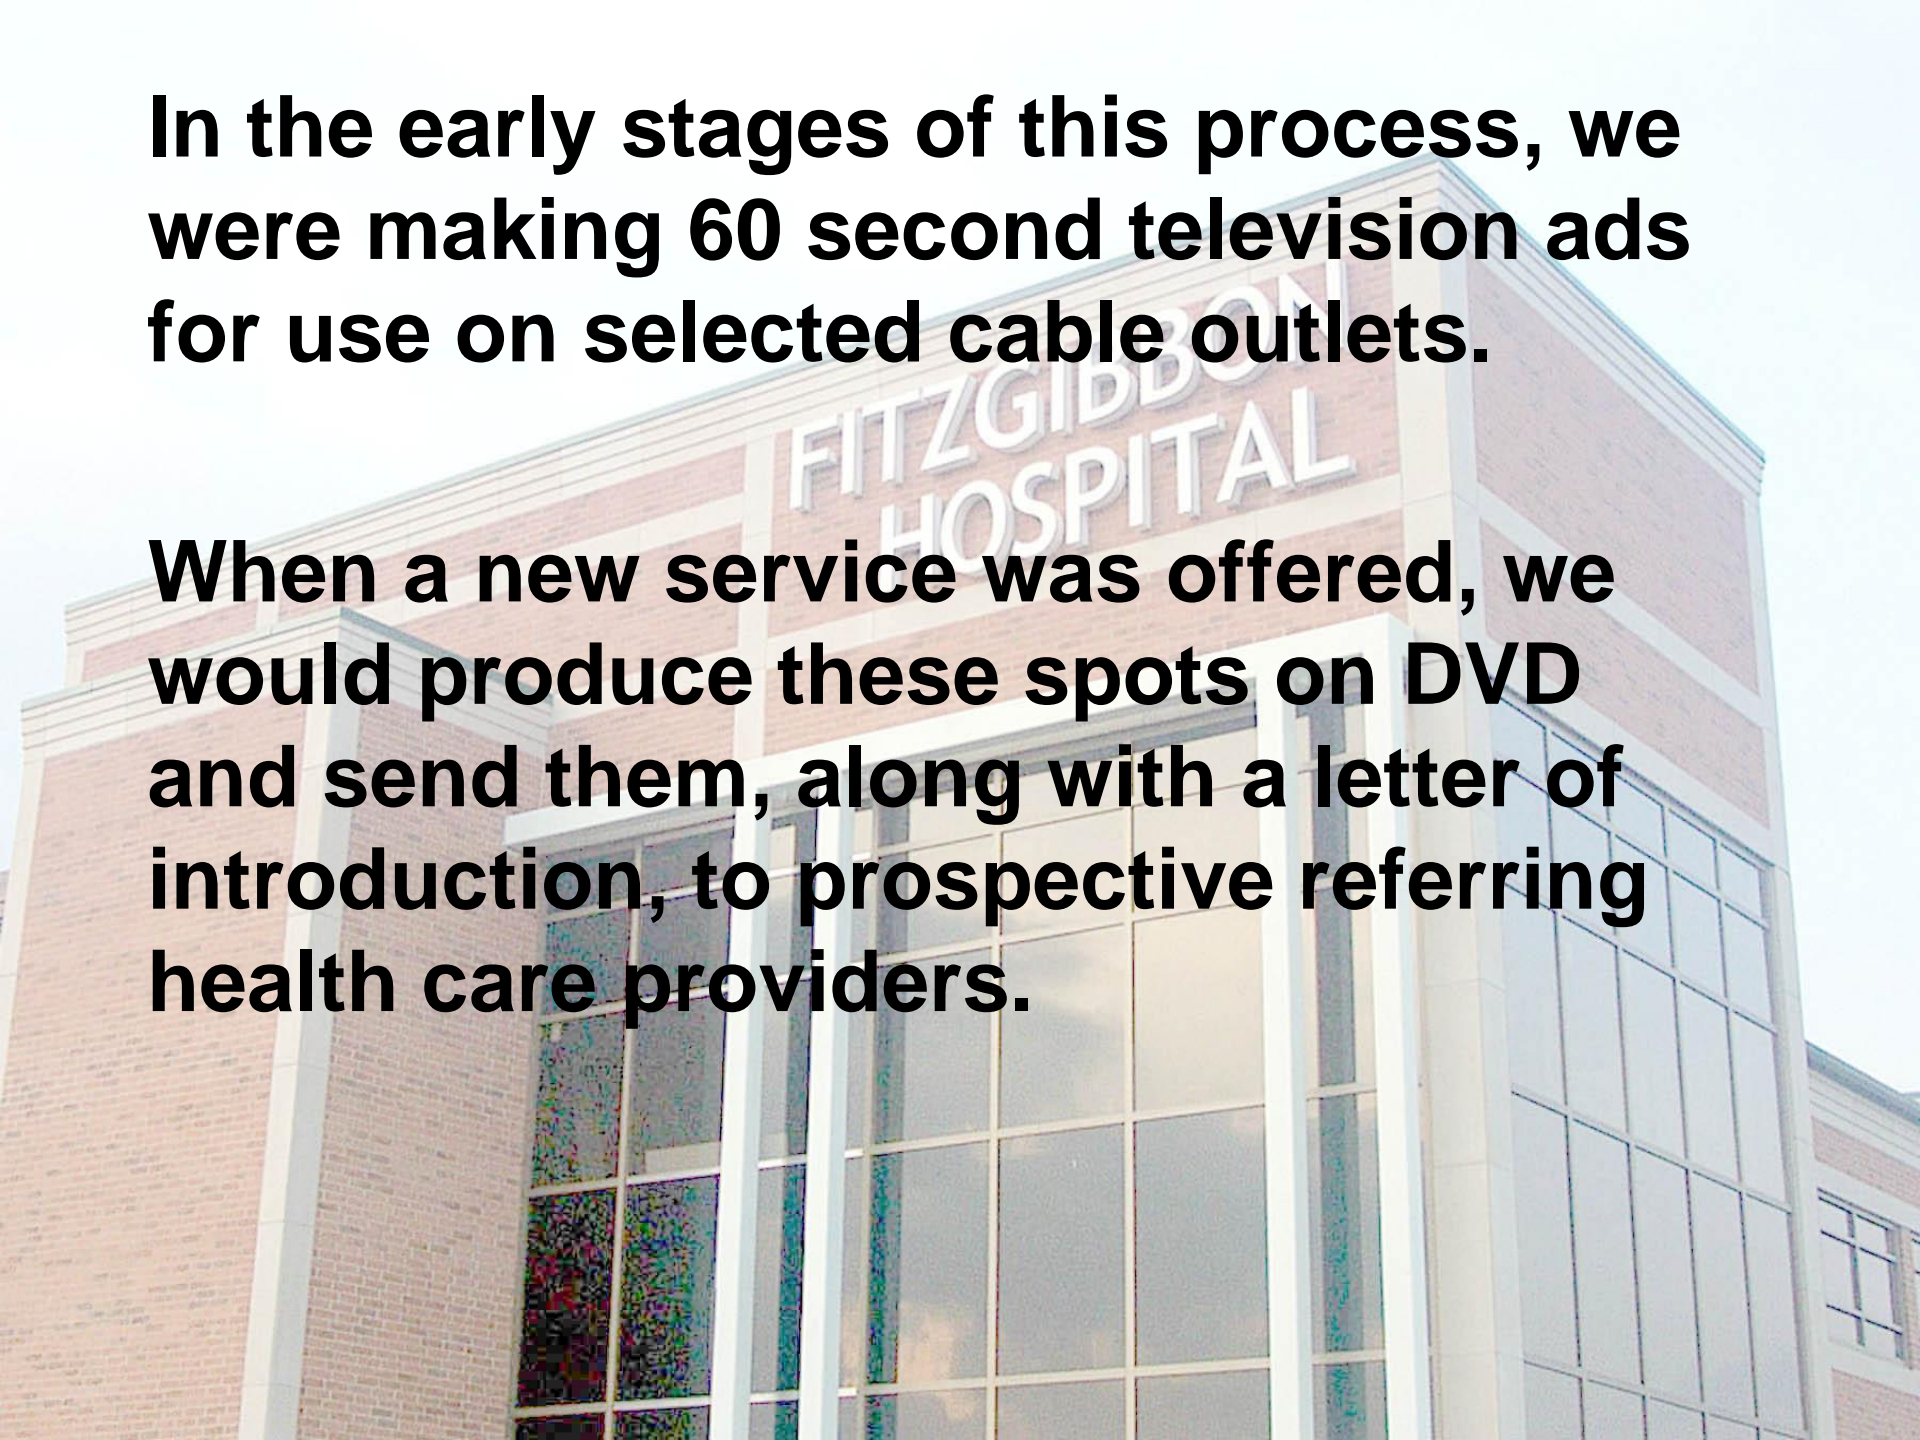 In the early stages of this process, we
were making 60 second television ads
for use on selected cable outlets.
FITZGIBBON
HOSPITAL
When a new service was offered, we
would produce these spots on DVD
and send them, along with a letter of
introduction, to prospective referring
health care providers.